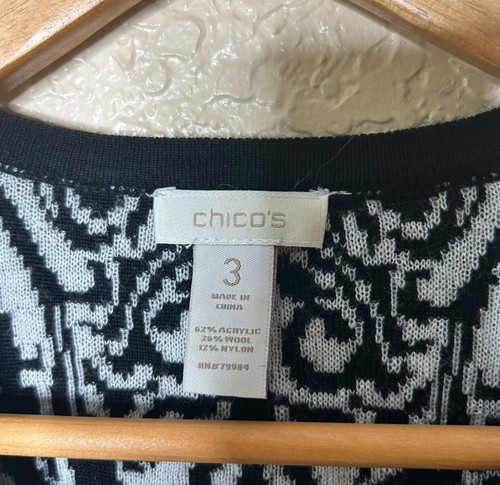 chico's
3
MADE IN
CHINA
62% ACRYLIC
26% WOOL
12% NYLON
RN# 79984